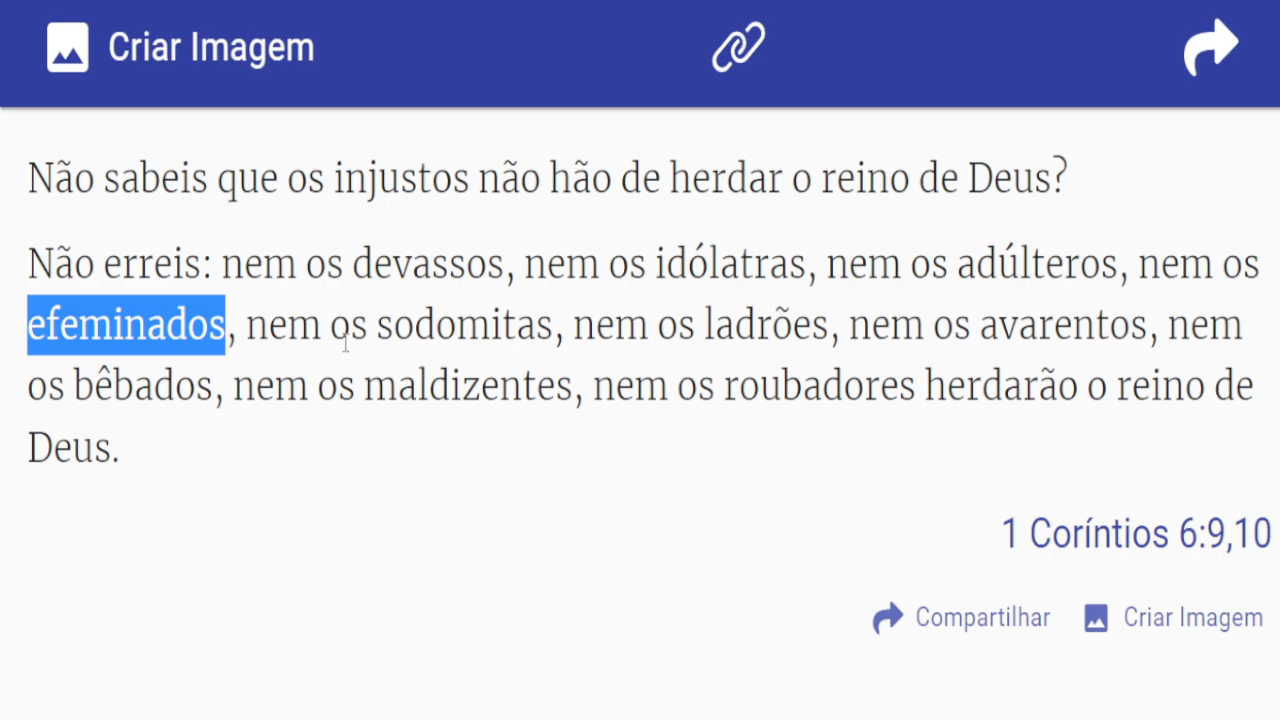 Criar Imagem
Não sabeis que os injustos não hão de herdar o reino de Deus?
Não erreis: nem os devassos, nem os idólatras, nem os adúlteros, nem os
efeminados, nem os sodomitas, nem os ladrões, nem os avarentos, nem
os bêbados, nem os maldizentes, nem os roubadores herdarão o reino de
Deus.
1 Coríntios 6:9,10
Compartilhar Criar Imagem